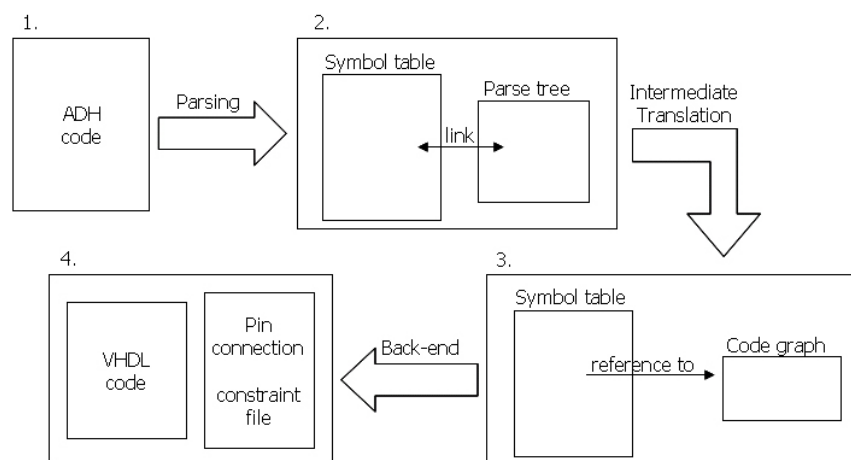 1.
ADH
code
Parsing
2.
Symbol table
Parse tree
link
Intermediate
Translation
3.
Symbol table
reference to
Code graph
Back-end
4.
VHDL
code
Pin
connection
constraint
file